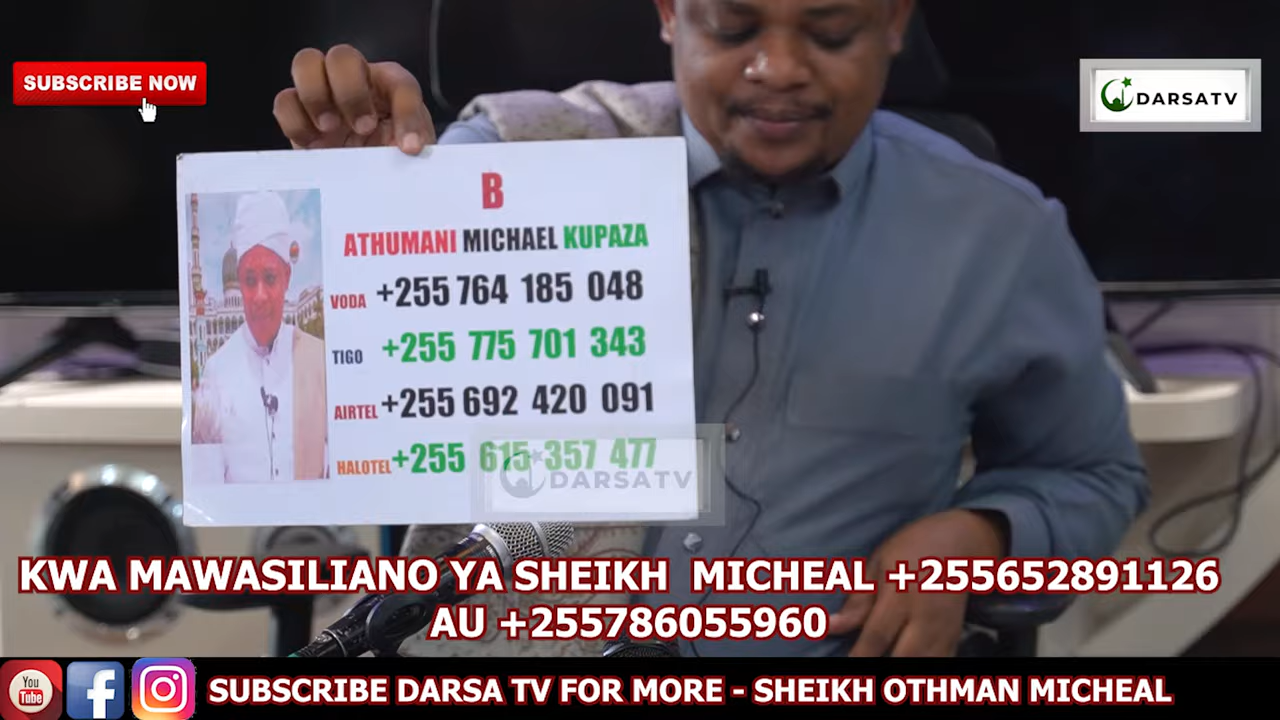 SUBSCRIBE NOW
DARSATV
B
ATHUMANI MICHAEL KUPAZA
VODA +255 764 185 048
TIGO +255 775 701 343
AIRTEL +255 692 420 091
HALOTEL +255 615 357 477
DARSATV
KWA MAWASILIANO YA SHEIKH MICHEAL +255652891126
AU +255786055960
You Tube
SUBSCRIBE DARSA TV FOR MORE - SHEIKH OTHMAN MICHEAL